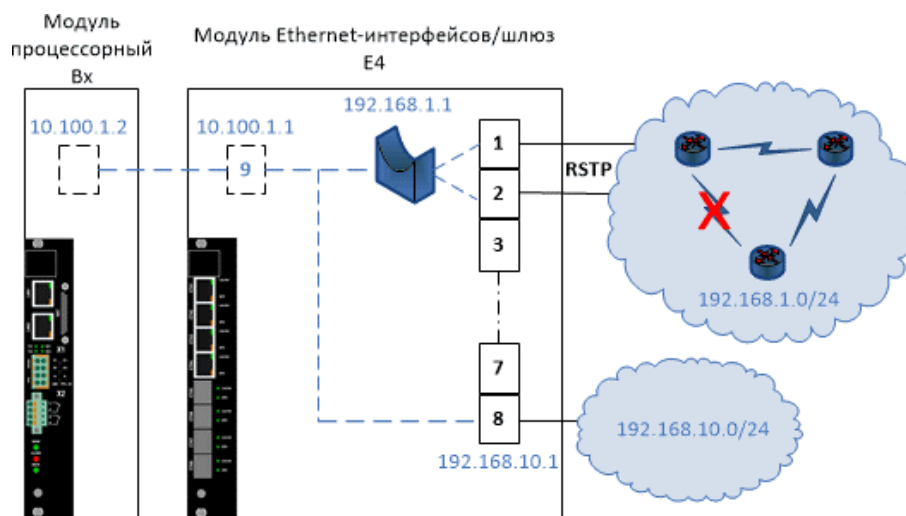 Модуль
процессорный
Bx
Модуль Ethernet-интерфейсов/шлюз
E4
192.168.1.1
10.100.1.2
10.100.1.1
9
1
2
3
7
8
RSTP
X
192.168.1.0/24
192.168.10.0/24
192.168.10.1
X1
X2